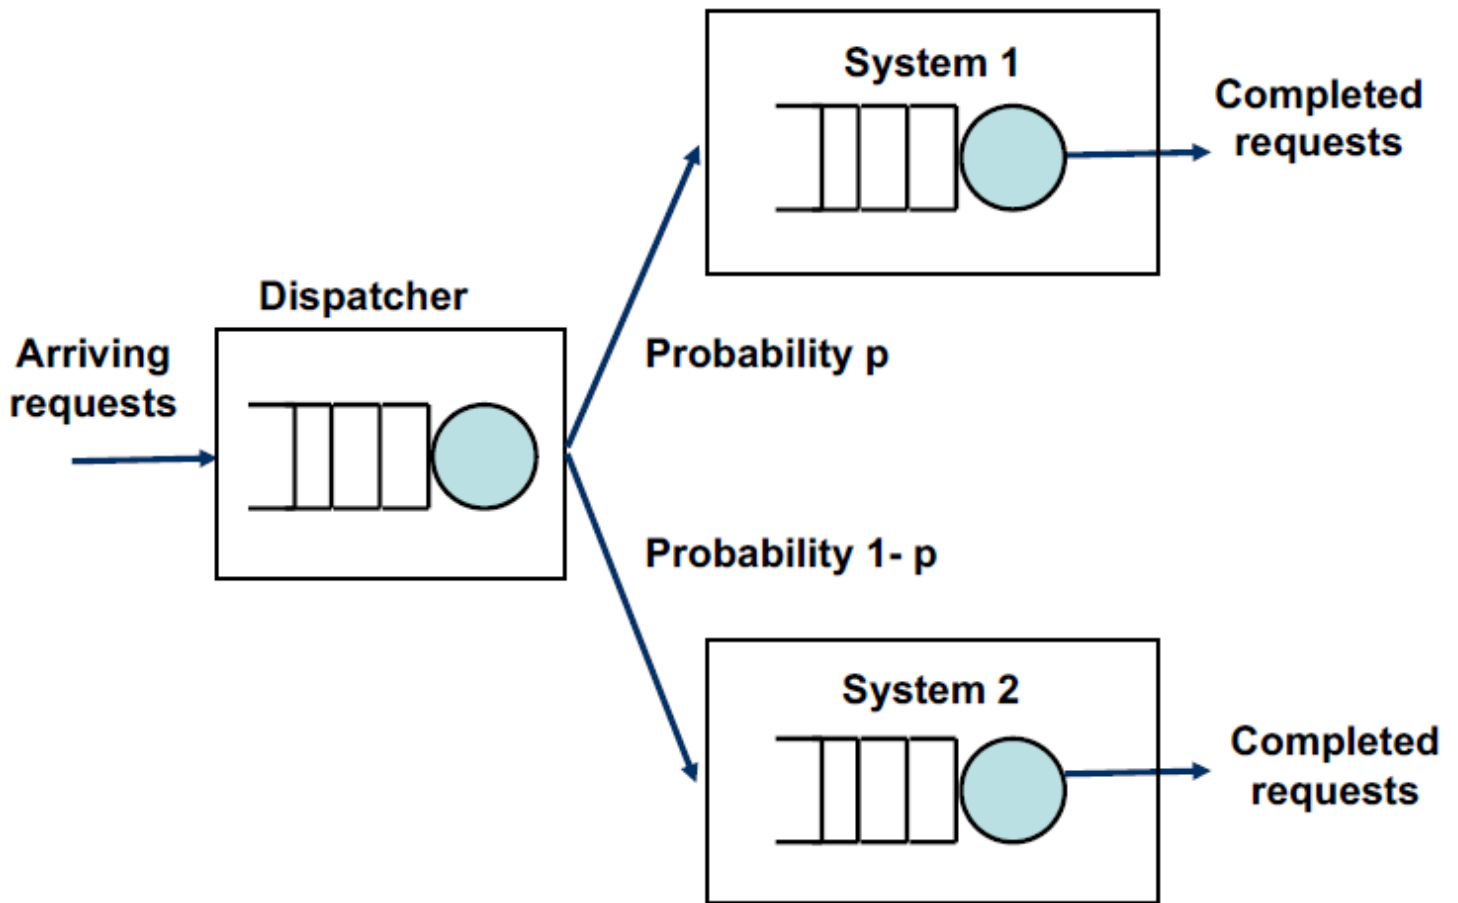 System 1
Completed
requests
Dispatcher
Arriving
requests
Probability p
Probability 1- p
System 2
Completed
requests